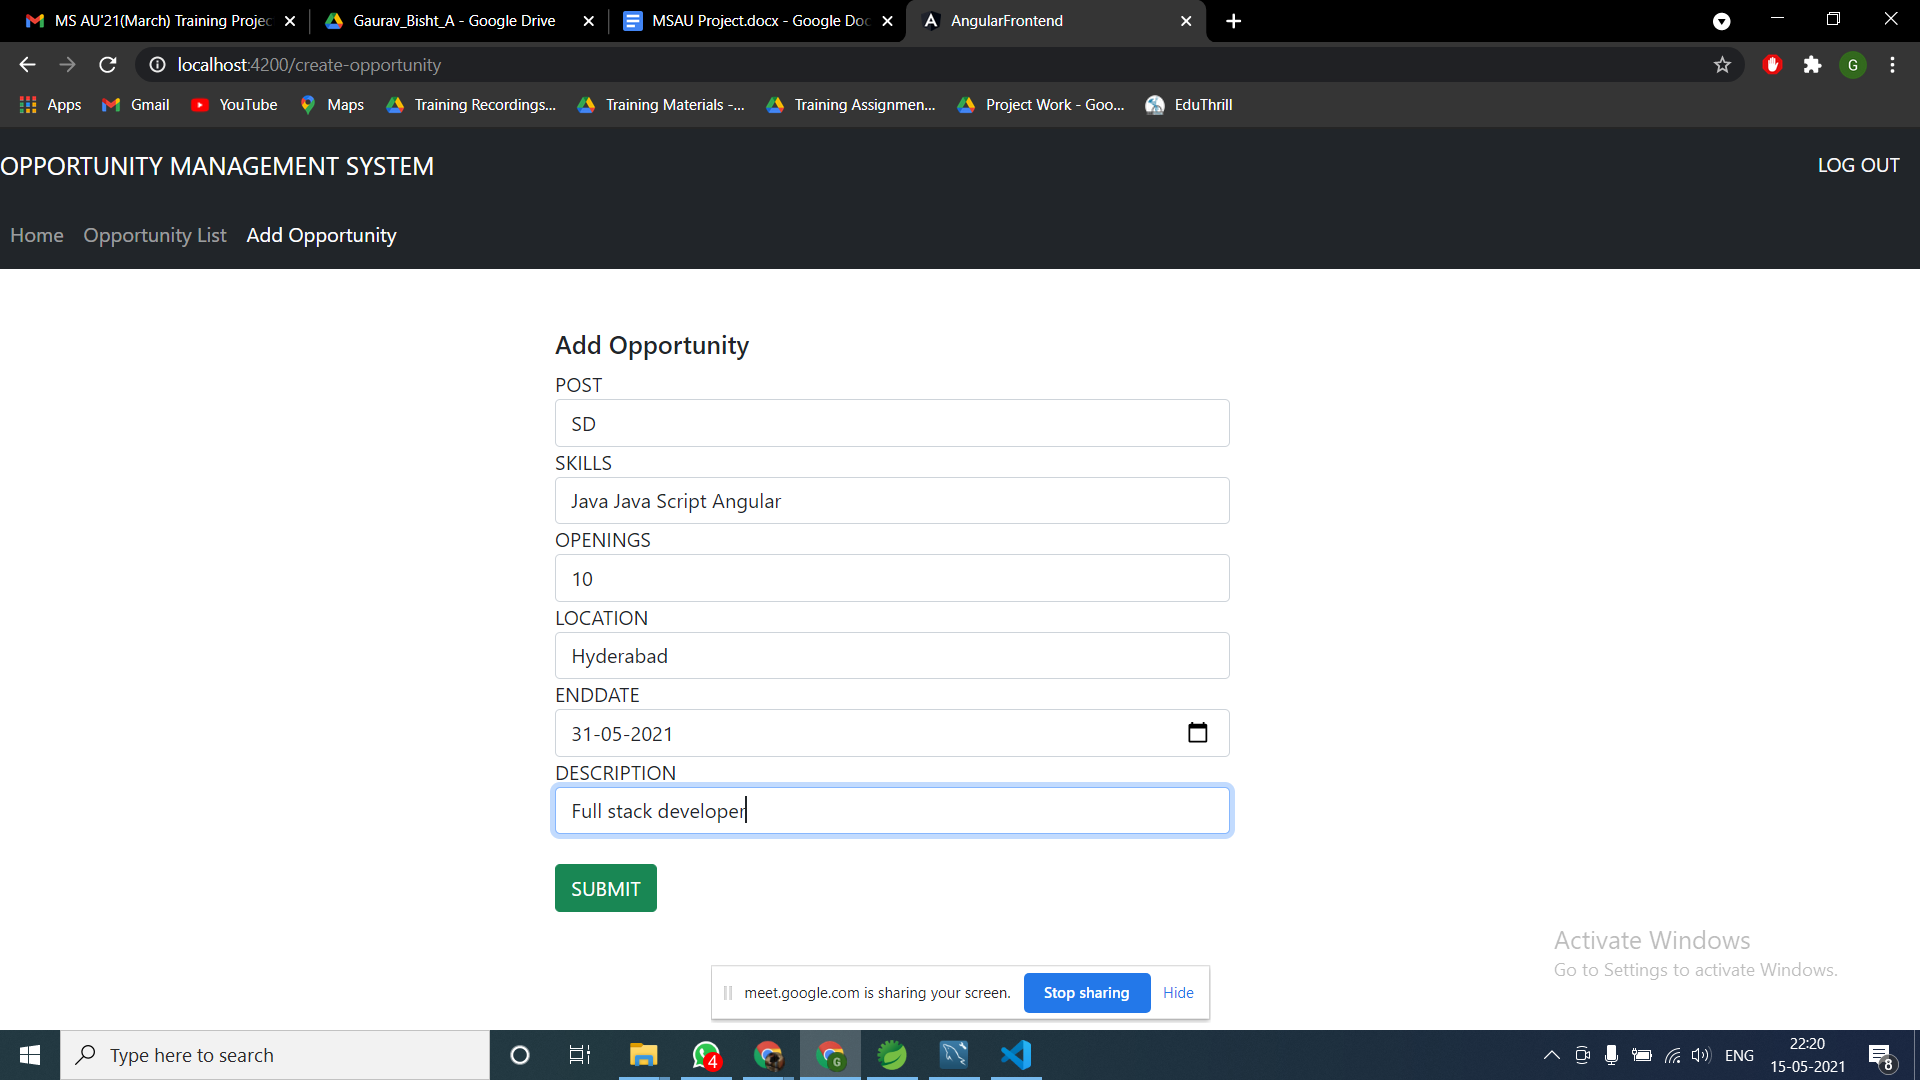 MS AU'21(March) Training Projec
Gaurav_Bisht_A - Google Drive
MSAU Project.docx - Google Doc
AngularFrontend
localhost:4200/create-opportunity
G
Apps
Gmail
YouTube
Maps
Training Recordings...
Training Materials -...
Training Assignmen...
Project Work - Goo...
EduThrill
OPPORTUNITY MANAGEMENT SYSTEM
LOG OUT
Home
Opportunity List
Add Opportunity
Add Opportunity
POST
SD
SKILLS
Java Java Script Angular
OPENINGS
10
LOCATION
Hyderabad
ENDDATE
31-05-2021
DESCRIPTION
Full stack developer
SUBMIT
Activate Windows
Go to Settings to activate Windows.
meet.google.com is sharing your screen.
Stop sharing
Hide
Type here to search
4
G
ENG
22:20
15-05-2021
8